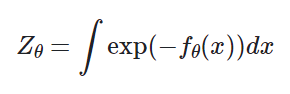 Z_θ = ∫ exp(−f_θ(x))dx